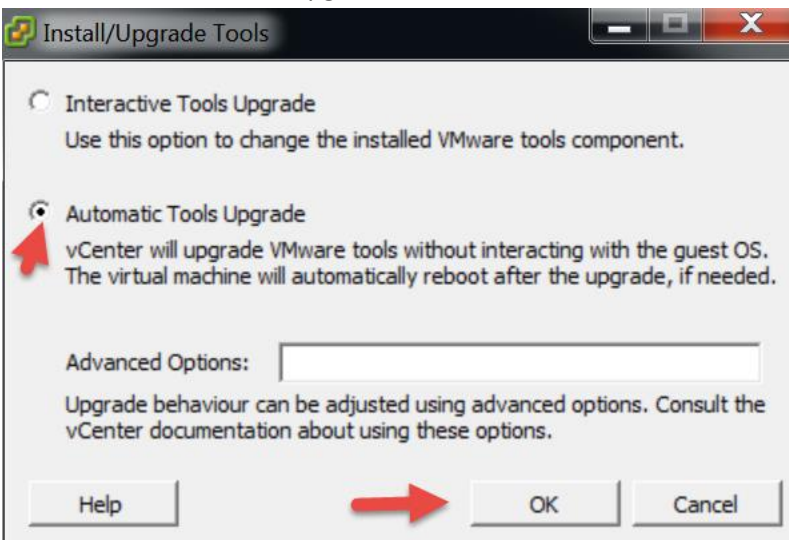 Install/Upgrade Tools
Interactive Tools Upgrade
Use this option to change the installed VMware tools component.
Automatic Tools Upgrade
vCenter will upgrade VMware tools without interacting with the guest OS.
The virtual machine will automatically reboot after the upgrade, if needed.
Advanced Options:
Upgrade behaviour can be adjusted using advanced options. Consult the
vCenter documentation about using these options.
Help
OK
Cancel